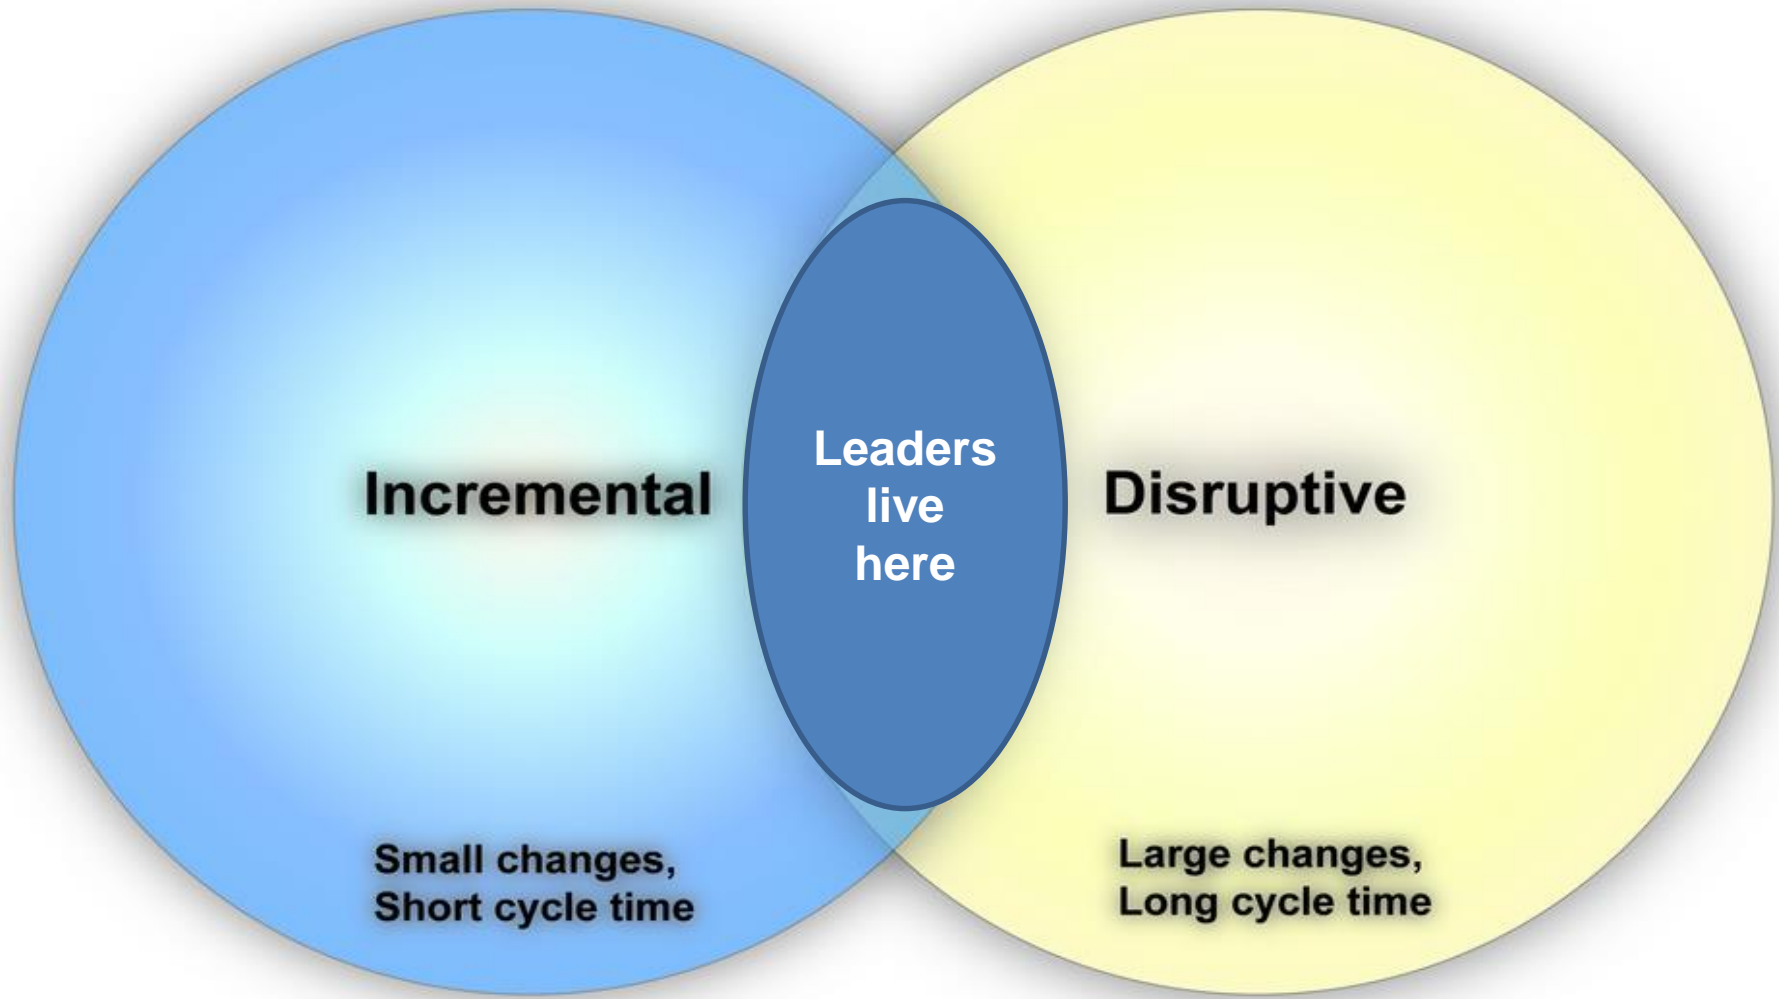 Incremental
Leaders
live
here
Disruptive
Small changes,
Short cycle time
Large changes,
Long cycle time